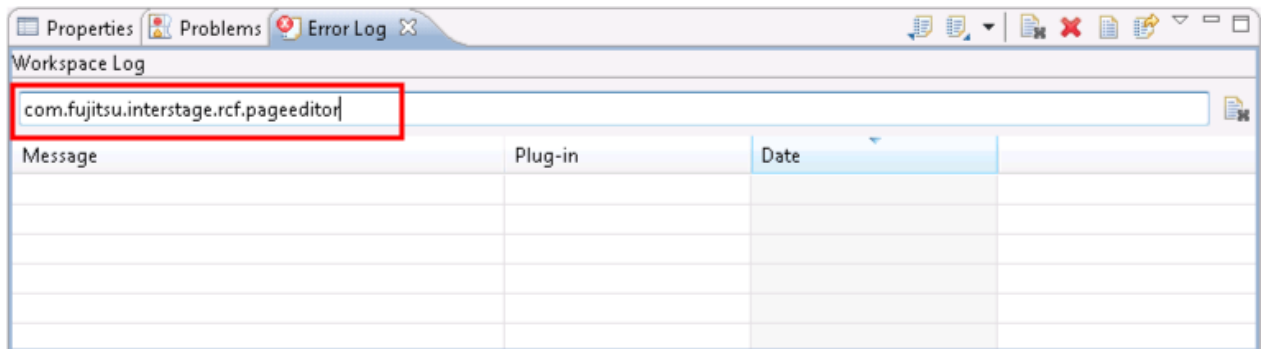 Properties Problems Error Log
Workspace Log
com.fujitsu.interstage.rcf.pageeditor
Message Plug-in Date